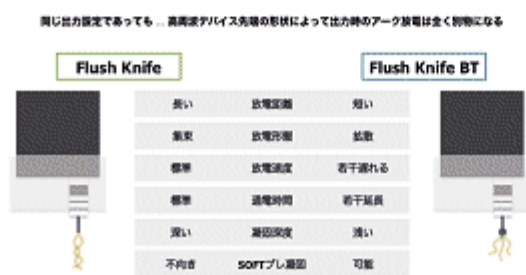 同じ出力設定であっても … 高周波デバイス先端の形状によって出力時のアーク放電は全く別物になる
Flush Knife
Flush Knife BT
長い 放電距離 短い
集束 放電形態 拡散
標準 放電速度 若干遅れる
標準 通電時間 若干延長
深い 凝固深度 浅い
不向き SOFTプレ凝固 可能